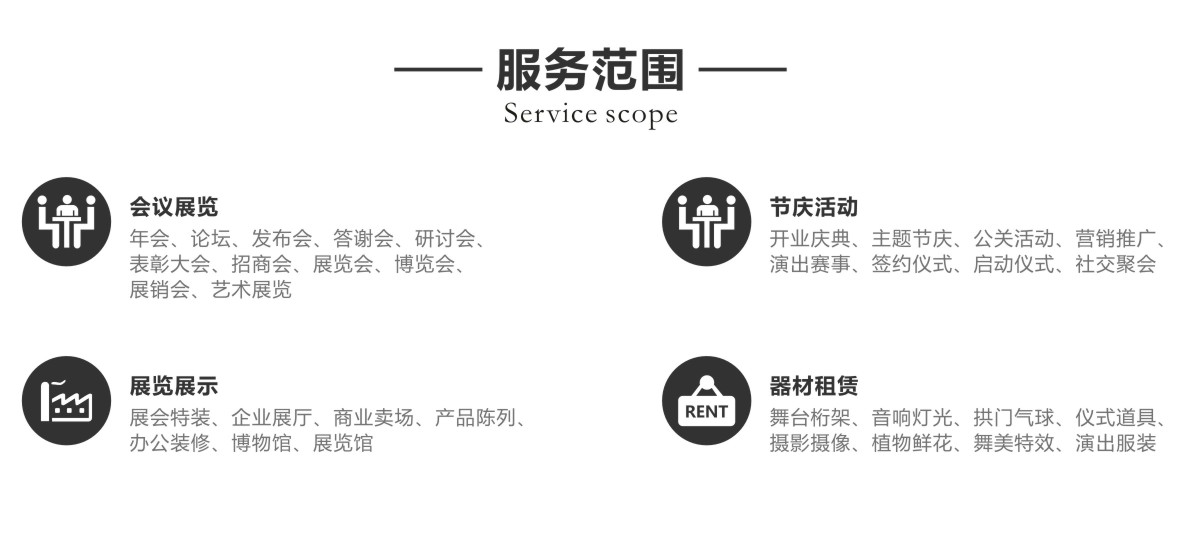 服务范围
Service scope
会议展览
年会、论坛、发布会、答谢会、研讨会、
表彰大会、招商会、展览会、博览会、
展销会、艺术展览
节庆活动
开业庆典、主题节庆、公关活动、营销推广、
演出赛事、签约仪式、启动仪式、社交聚会
展览展示
展会特装、企业展厅、商业卖场、产品陈列、
办公装修、博物馆、展览馆
RENT
器材租赁
舞台桁架、音响灯光、拱门气球、仪式道具、
摄影摄像、植物鲜花、舞美特效、演出服装